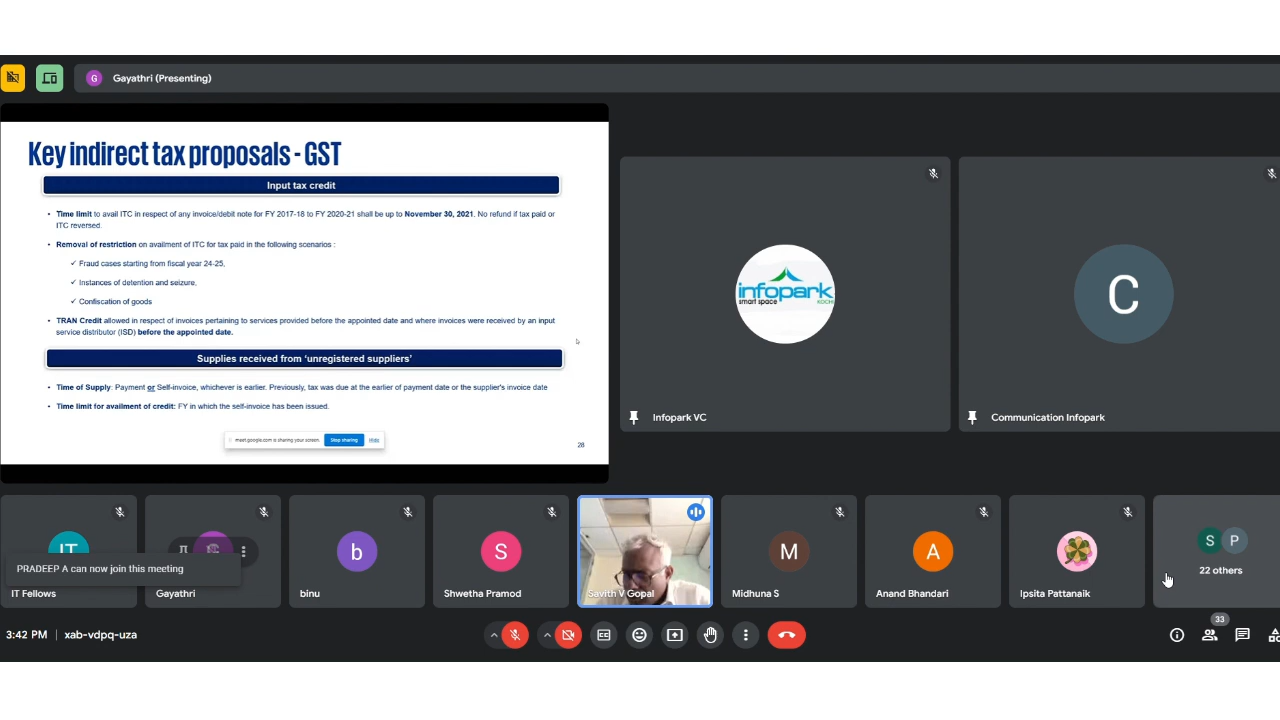 G Gayathri (Presenting)
Key indirect tax proposals - GST
Input tax credit
• Time limit to avail ITC in respect of any invoice/debit note for FY 2017-18 to FY 2020-21 shall be up to November 30, 2021. No refund if tax paid or
ITC reversed.
• Removal of restriction on availment of ITC for tax paid in the following scenarios :
✓ Fraud cases starting from fiscal year 24-25,
✓ Instances of detention and seizure,
✓ Confiscation of goods
• TRAN Credit allowed in respect of invoices pertaining to services provided before the appointed date and where invoices were received by an input
service distributor (ISD) before the appointed date.
Supplies received from ‘unregistered suppliers’
• Time of Supply: Payment or Self-invoice, whichever is earlier. Previously, tax was due at the earlier of payment date or the supplier's invoice date
• Time limit for availment of credit: FY in which the self-invoice has been issued.
meet.google.com is sharing your screen. Stop sharing Hide
28
infopark
smart space KOCHI
Infopark VC
C
Communication Infopark
IT
PRADEEP A can now join this meeting
IT Fellows
Gayathri
b
binu
S
Shwetha Pramod
Savith V Gopal
M
Midhuna S
A
Anand Bhandari
Ipsita Pattanaik
S P
22 others
3:42 PM | xab-vdpq-uza
33